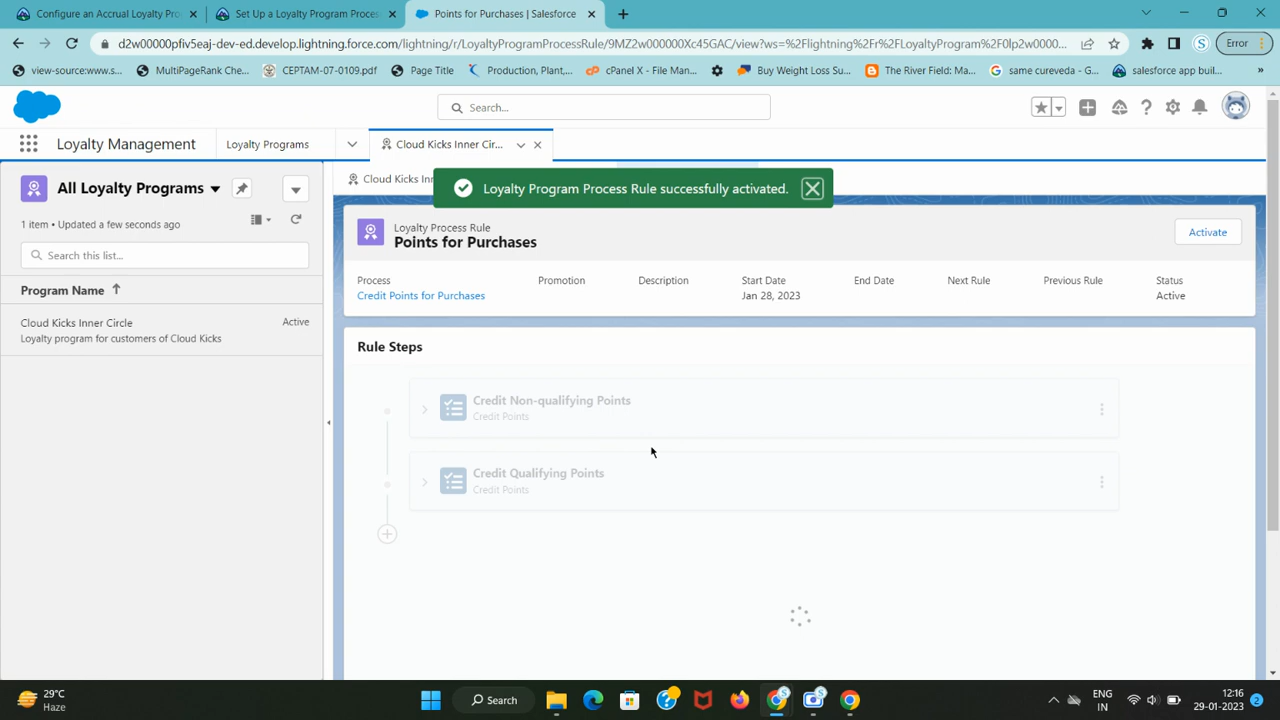 Configure an Accrual Loyalty Pro
Set Up a Loyalty Program Proces
Points for Purchases | Salesforce
d2w00000pfiv5eaj-dev-ed.develop.lightning.force.com/lightning/r/LoyaltyProgramProcessRule/9MZ2w000000Xc45GAC/view?ws=%2Flightning%2Fr%2FLoyaltyProgram%2F0lp2w0000...
Error
view-source:www.s...
MultiPageRank Che...
CEPTAM-07-0109.pdf
Page Title
Production, Plant,...
cPanel X - File Man...
Buy Weight Loss Su...
The River Field: Ma...
same cureveda - G...
salesforce app buil...
»
Search...
Loyalty Management
Loyalty Programs
Cloud Kicks Inner Cir...
All Loyalty Programs
Cloud Kicks Inn
Loyalty Program Process Rule successfully activated.
1 item • Updated a few seconds ago
Search this list...
Program Name
Cloud Kicks Inner Circle
Active
Loyalty program for customers of Cloud Kicks
Loyalty Process Rule
Points for Purchases
Activate
Process
Promotion
Description
Start Date
End Date
Next Rule
Previous Rule
Status
Credit Points for Purchases
Jan 28, 2023
Active
Rule Steps
Credit Non-qualifying Points
Credit Points
Credit Qualifying Points
Credit Points
29°C
Haze
Search
ENG
IN
12:16
29-01-2023
2